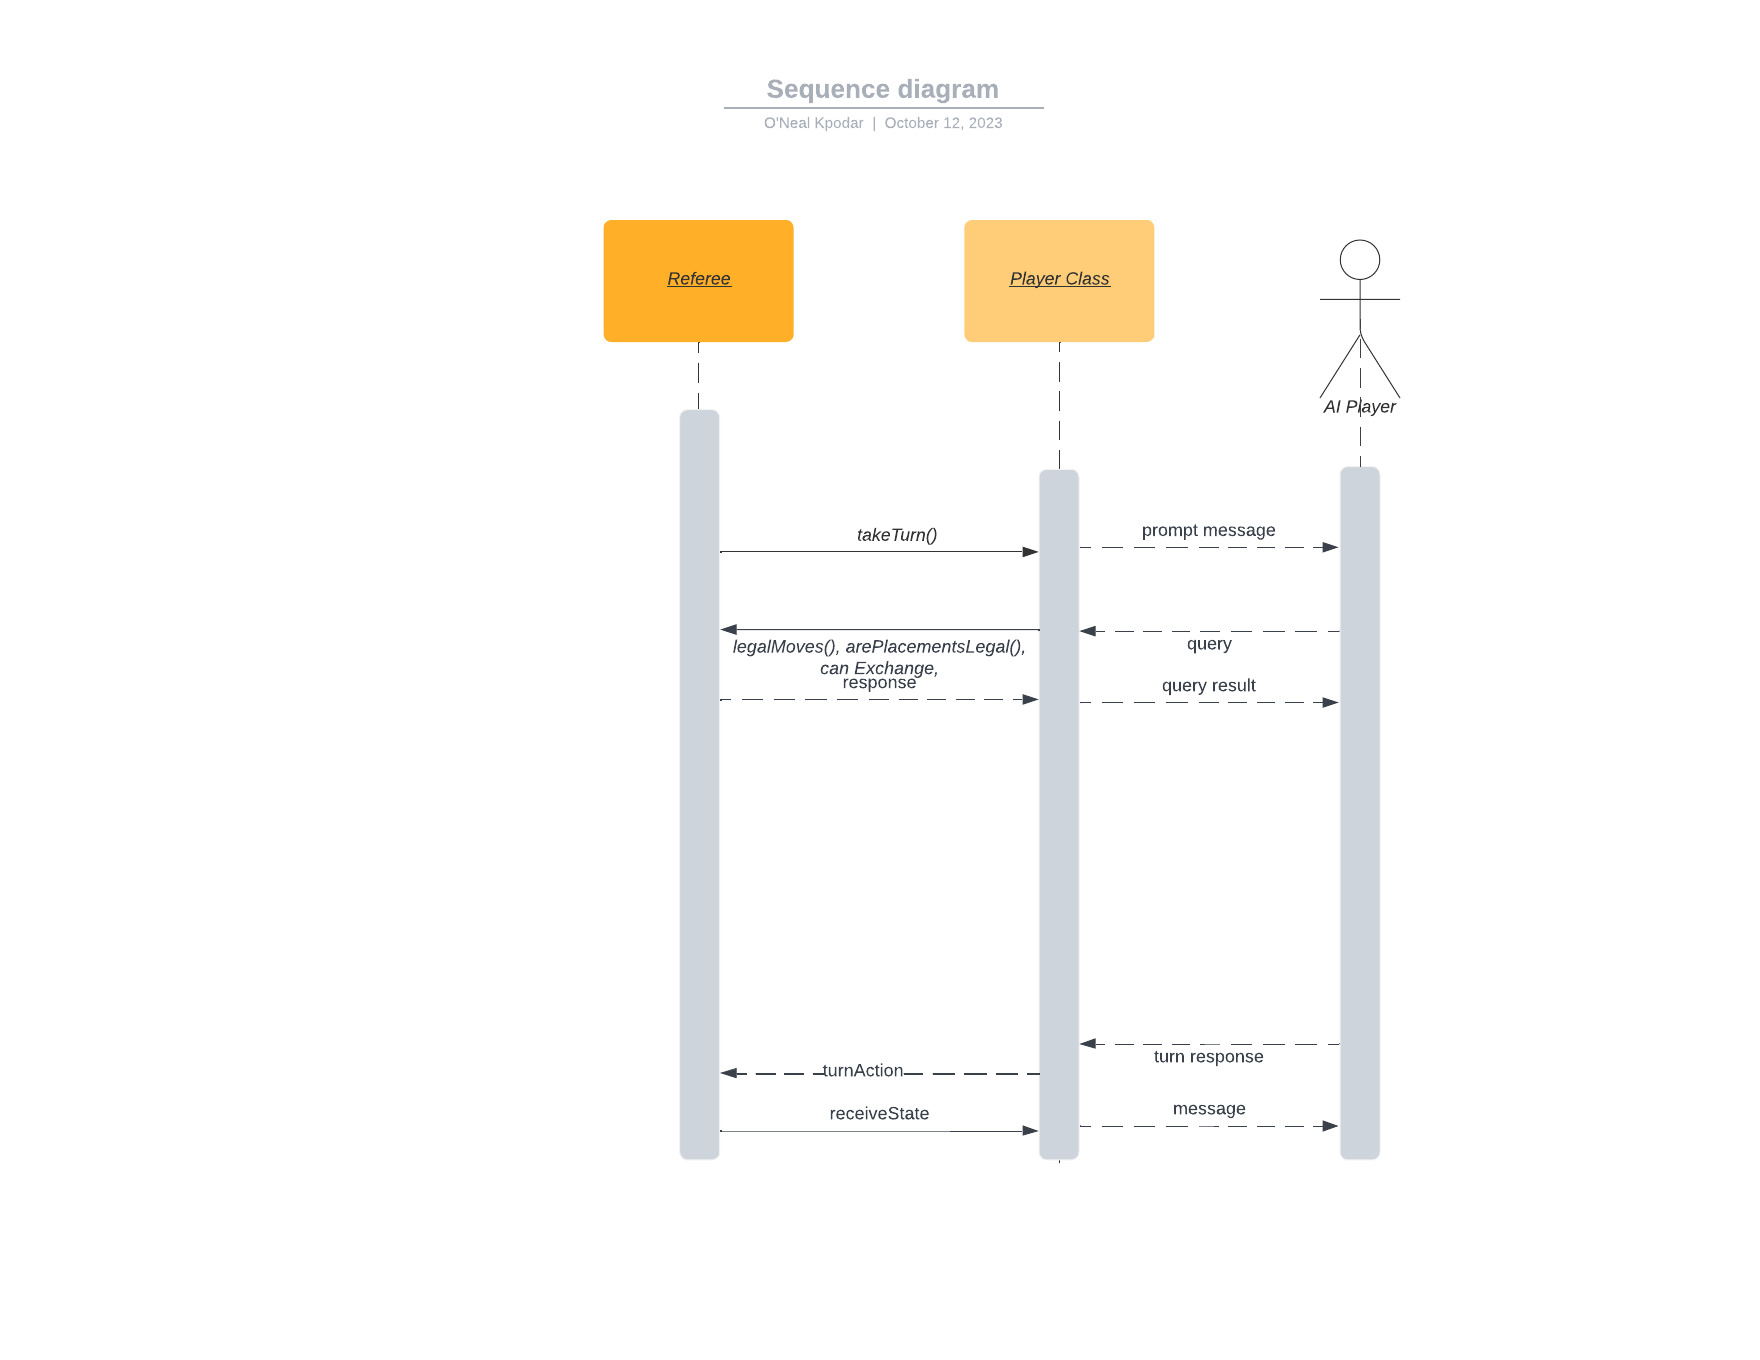 Sequence diagram
O'Neal Kpodar | October 12, 2023
Referee
Player Class
AI Player
takeTurn()
prompt message
legalMoves(), arePlacementsLegal(),
can Exchange,
query
response
query result
turn response
turnAction
receiveState
message